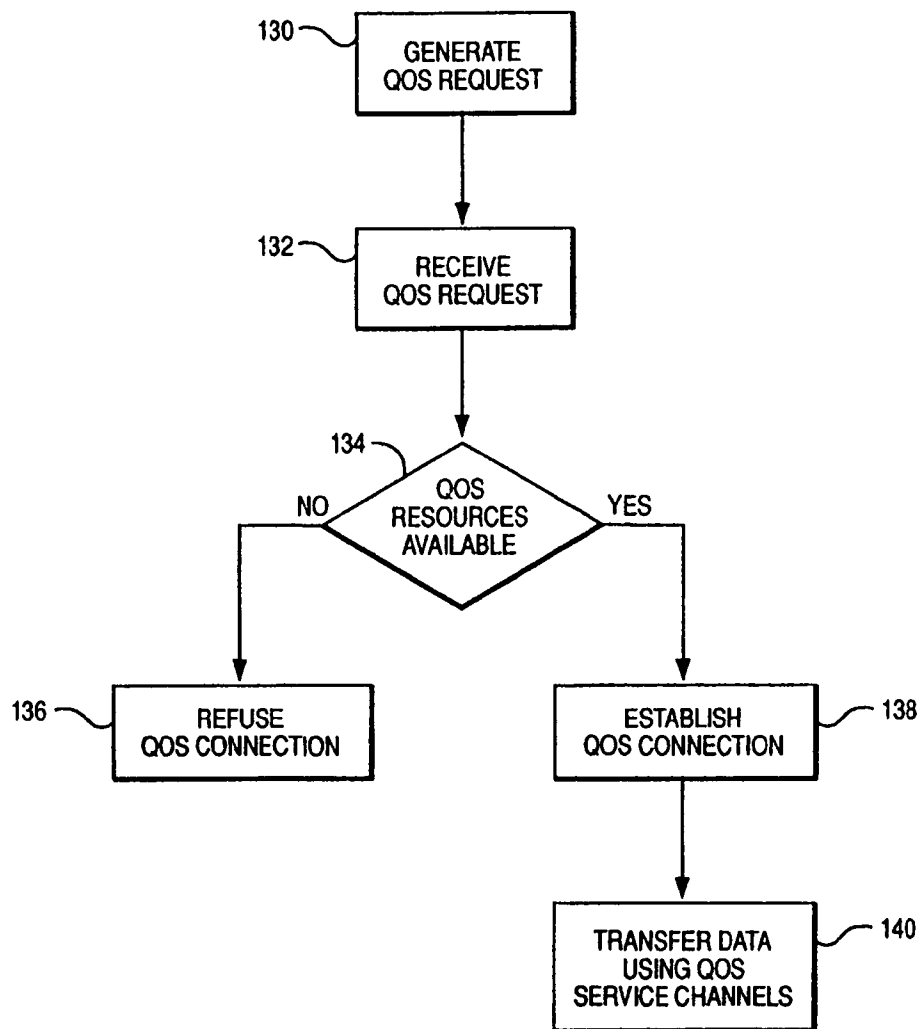 130
GENERATE
QOS REQUEST
132
RECEIVE
QOS REQUEST
134
QOS
RESOURCES
AVAILABLE
NO
YES
136
REFUSE
QOS CONNECTION
ESTABLISH
QOS CONNECTION
138
TRANSFER DATA
USING QOS
SERVICE CHANNELS
140